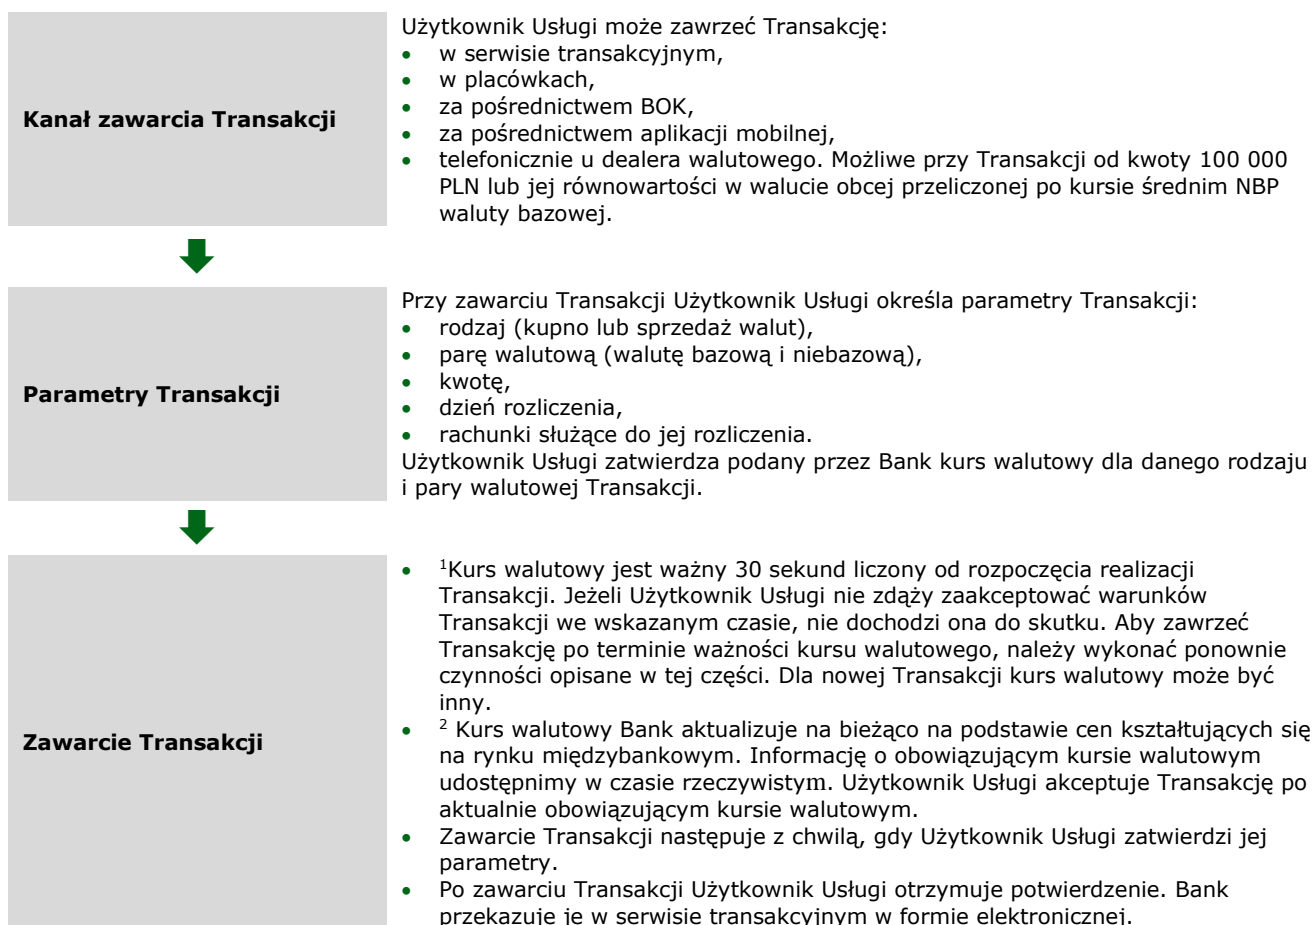 Kanał zawarcia Transakcji
Użytkownik Usługi może zawrzeć Transakcję:
• w serwisie transakcyjnym,
• w placówkach,
• za pośrednictwem BOK,
• za pośrednictwem aplikacji mobilnej,
• telefonicznie u dealera walutowego. Możliwe przy Transakcji od kwoty 100 000
PLN lub jej równowartości w walucie obcej przeliczonej po kursie średnim NBP
waluty bazowej.
Parametry Transakcji
Przy zawarciu Transakcji Użytkownik Usługi określa parametry Transakcji:
• rodzaj (kupno lub sprzedaż walut),
• parę walutową (walutę bazową i niebazową),
• kwotę,
• dzień rozliczenia,
• rachunki służące do jej rozliczenia.
Użytkownik Usługi zatwierdza podany przez Bank kurs walutowy dla danego rodzaju
i pary walutowej Transakcji.
Zawarcie Transakcji
• ¹Kurs walutowy jest ważny 30 sekund liczony od rozpoczęcia realizacji
Transakcji. Jeżeli Użytkownik Usługi nie zdąży zaakceptować warunków
Transakcji we wskazanym czasie, nie dochodzi ona do skutku. Aby zawrzeć
Transakcję po terminie ważności kursu walutowego, należy wykonać ponownie
czynności opisane w tej części. Dla nowej Transakcji kurs walutowy może być
inny.
• ² Kurs walutowy Bank aktualizuje na bieżąco na podstawie cen kształtujących się
na rynku międzybankowym. Informację o obowiązującym kursie walutowym
udostępnimy w czasie rzeczywistym. Użytkownik Usługi akceptuje Transakcję po
aktualnie obowiązującym kursie walutowym.
• Zawarcie Transakcji następuje z chwilą, gdy Użytkownik Usługi zatwierdzi jej
parametry.
• Po zawarciu Transakcji Użytkownik Usługi otrzymuje potwierdzenie. Bank
przekazuje je w serwisie transakcyjnym w formie elektronicznej.